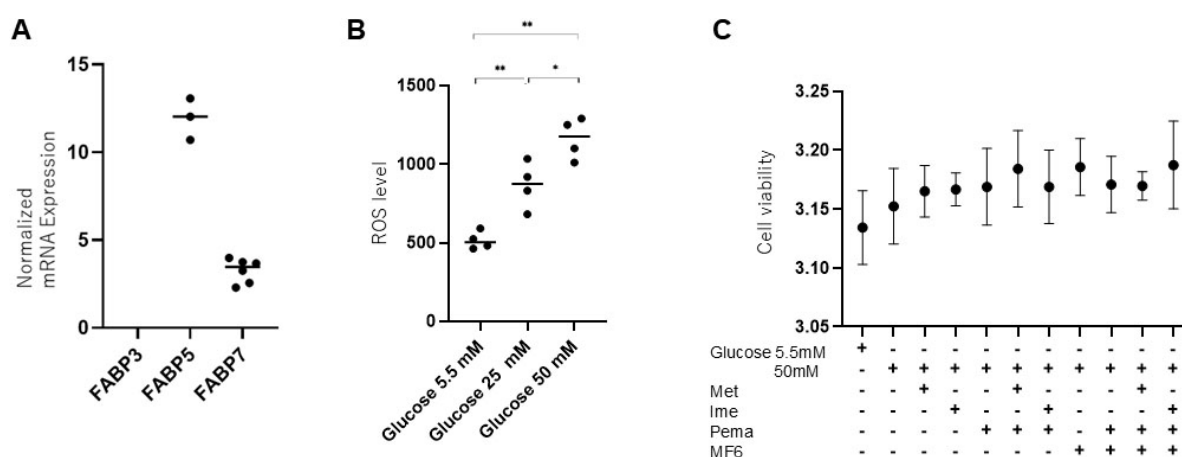 A
Normalized
mRNA Expression
15
10
5
0
FABP3
FABP5
FABP7
B
**
**
*
ROS level
1500
1000
500
0
Glucose 5.5 mM
Glucose 25 mM
Glucose 50 mM
C
Cell viability
3.25
3.20
3.15
3.10
3.05
Glucose 5.5mM + - - - - - - - - - -
50mM - + + + + + + + + + +
Met - - + - - + - - - + -
Ime - - - + - - + - - - +
Pema - - - - + + + - + + +
MF6 - - - - - - - + + + +